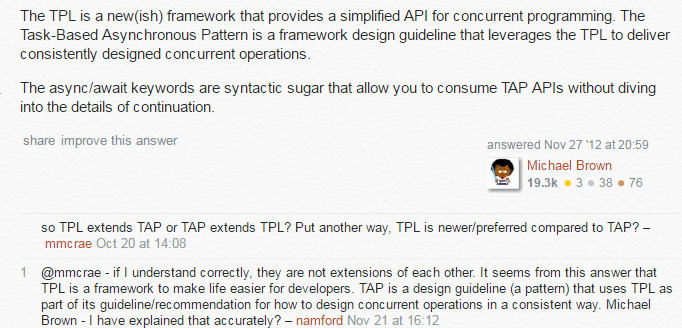 The TPL is a new(ish) framework that provides a simplified API for concurrent programming. The
Task-Based Asynchronous Pattern is a framework design guideline that leverages the TPL to deliver
consistently designed concurrent operations.
The async/await keywords are syntactic sugar that allow you to consume TAP APIs without diving
into the details of continuation.
share improve this answer
answered Nov 27 '12 at 20:59
Michael Brown
19.3k ● 3 ● 38 ● 76
so TPL extends TAP or TAP extends TPL? Put another way, TPL is newer/preferred compared to TAP? –
mmcrae Oct 20 at 14:08
1 @mmcrae - if I understand correctly, they are not extensions of each other. It seems from this answer that
TPL is a framework to make life easier for developers. TAP is a design guideline (a pattern) that uses TPL as
part of its guideline/recommendation for how to design concurrent operations in a consistent way. Michael
Brown - I have explained that accurately? – namford Nov 21 at 16:12